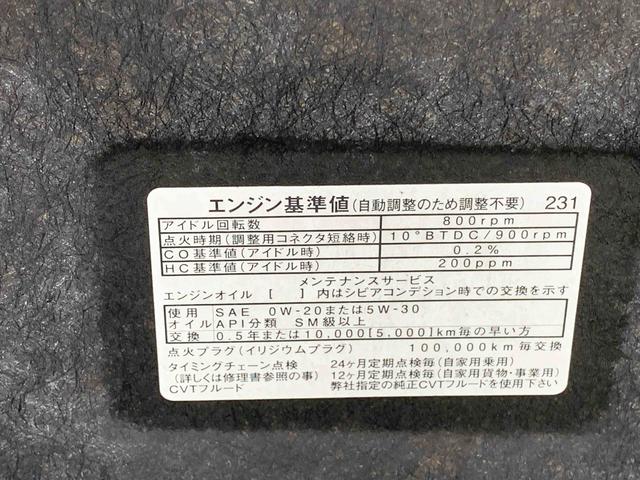 エンジン基準値(自動調整のため調整不要) 231
アイドル回転数 800rpm
点火時期(調整用コネクタ短絡時) 10°BTDC/900rpm
CO基準値(アイドル時) 0.2%
HC基準値(アイドル時) 200ppm
メンテナンスサービス
エンジンオイル [ ]内はシビアコンデション時での交換を示す
使用 SAE 0W-20または5W-30
オイル API分類 SM級以上
交換 0.5年または10,000[5,000]km毎の早い方
点火プラグ(イリジウムプラグ) 100,000km毎交換
タイミングチェーン点検 24ヶ月定期点検毎(自家用乗用)
(詳しくは修理書参照の事) 12ヶ月定期点検毎(自家用貨物・事業用)
CVTフルード 弊社指定の純正CVTフルードを使用下さい